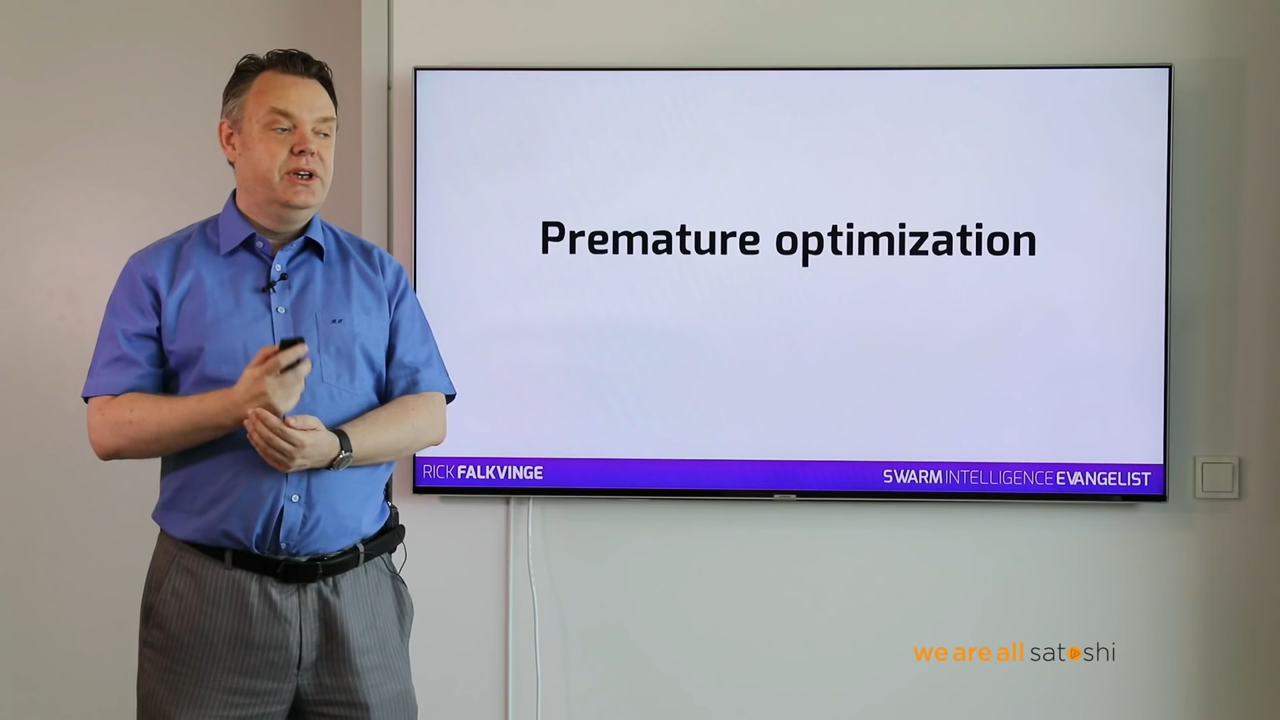 Premature optimization
RICK FALKVINGE
SWARM INTELLIGENCE EVANGELIST
we are all satoshi